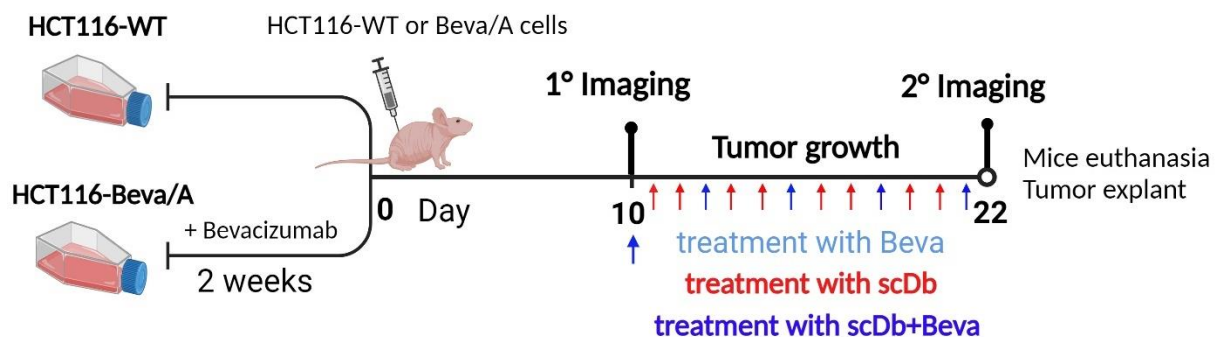 HCT116-WT
HCT116-WT or Beva/A cells
1° Imaging
2° Imaging
Tumor growth
Mice euthanasia
Tumor explant
HCT116-Beva/A
+ Bevacizumab
2 weeks
0 Day
10
22
treatment with Beva
treatment with scDb
treatment with scDb+Beva